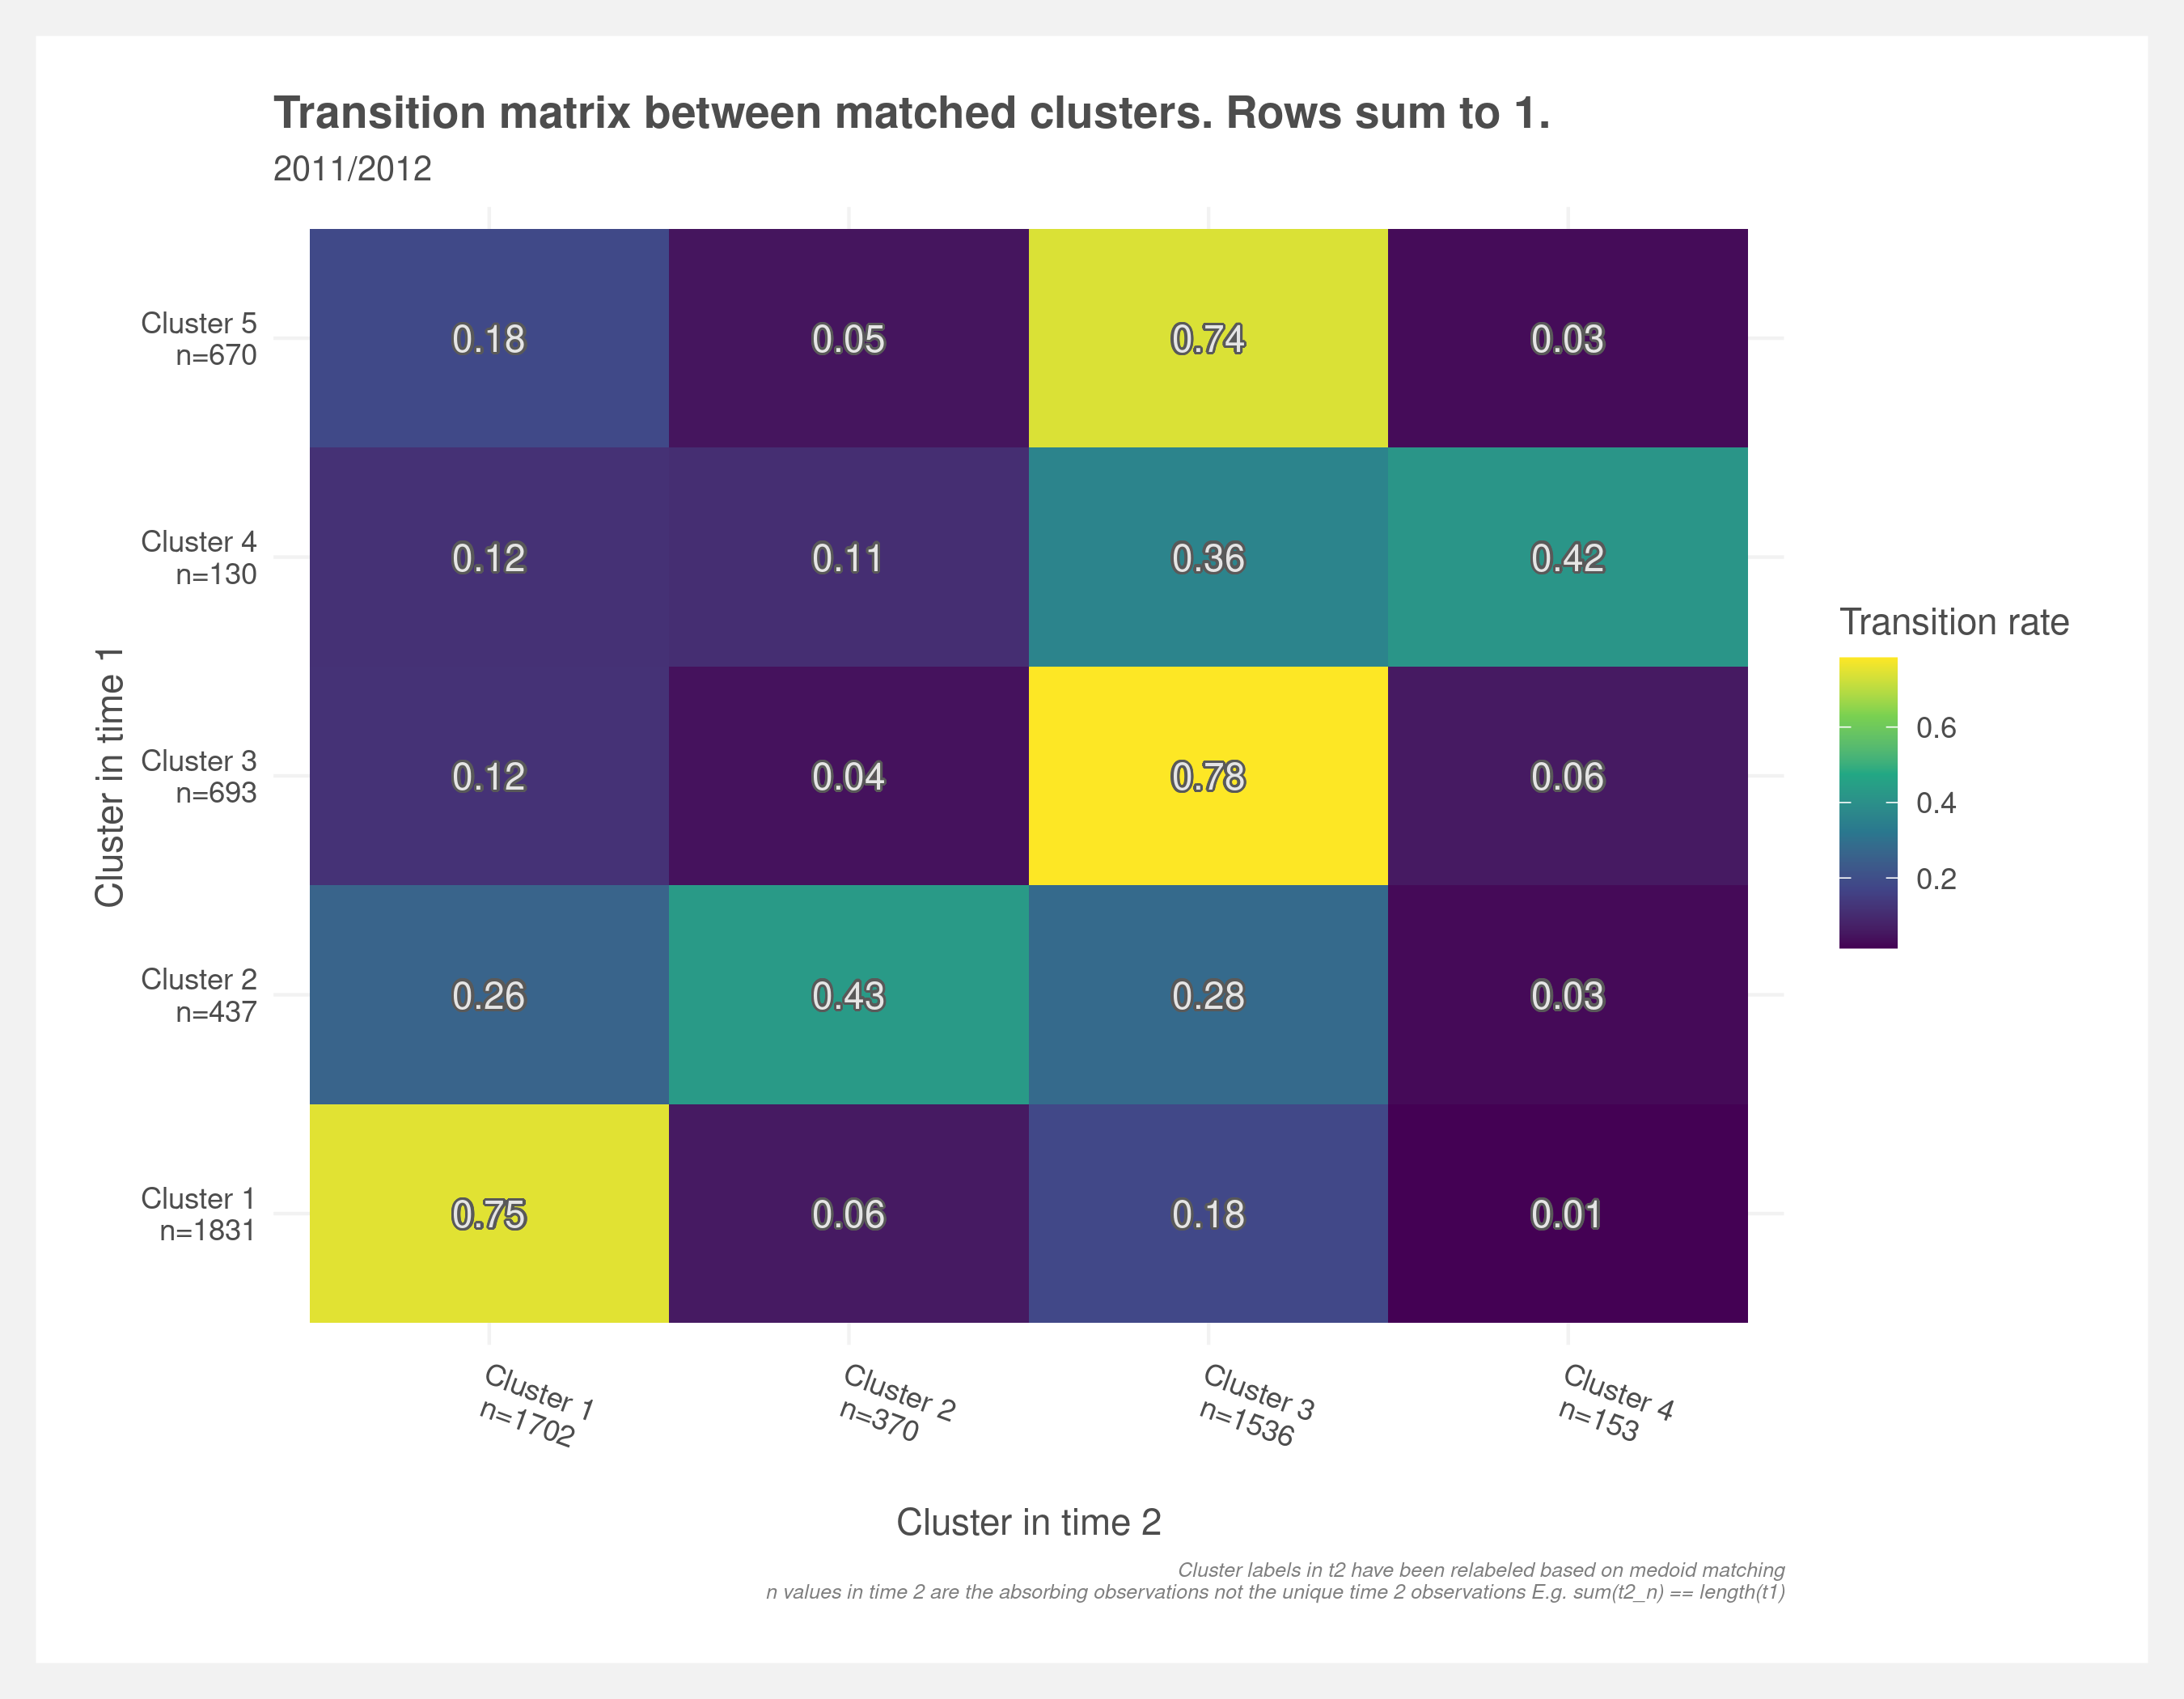 Transition matrix between matched clusters. Rows sum to 1.
2011/2012
Cluster in time 1
Cluster 5
n=670
0.18 0.05 0.74 0.03
Cluster 4
n=130
0.12 0.11 0.36 0.42
Cluster 3
n=693
0.12 0.04 0.78 0.06
Cluster 2
n=437
0.26 0.43 0.28 0.03
Cluster 1
n=1831
0.75 0.06 0.18 0.01
Cluster 1
n=1702
Cluster 2
n=370
Cluster 3
n=1536
Cluster 4
n=153
Cluster in time 2
Transition rate
0.6
0.4
0.2
Cluster labels in t2 have been relabeled based on medoid matching
n values in time 2 are the absorbing observations not the unique time 2 observations E.g. sum(t2_n) == length(t1)